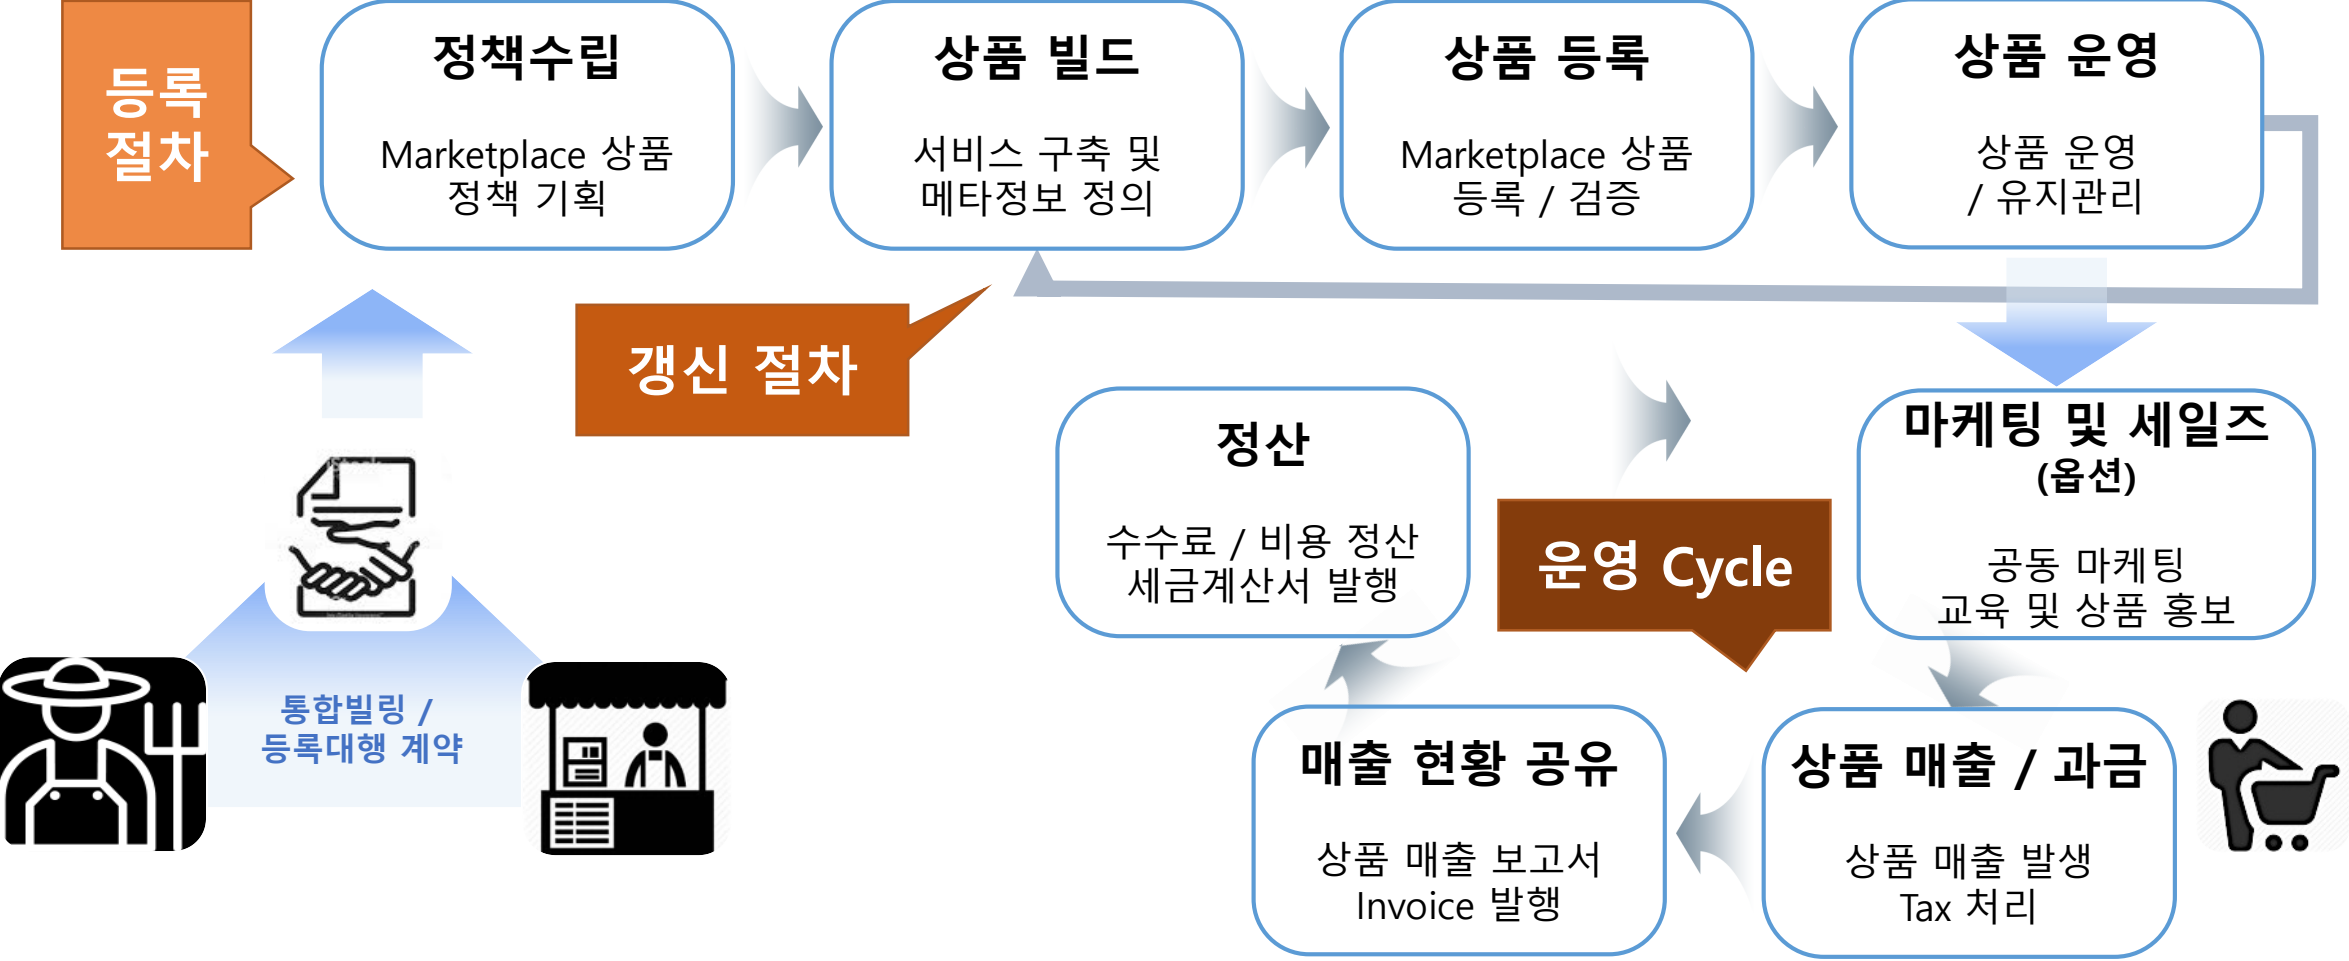 등록
절차
정책수립
Marketplace 상품
정책 기획
상품 빌드
서비스 구축 및
메타정보 정의
상품 등록
Marketplace 상품
등록 / 검증
상품 운영
상품 운영
/ 유지관리
갱신 절차
정산
수수료 / 비용 정산
세금계산서 발행
운영 Cycle
마케팅 및 세일즈
(옵션)
공동 마케팅
교육 및 상품 홍보
통합빌링 /
등록대행 계약
매출 현황 공유
상품 매출 보고서
Invoice 발행
상품 매출 / 과금
상품 매출 발생
Tax 처리